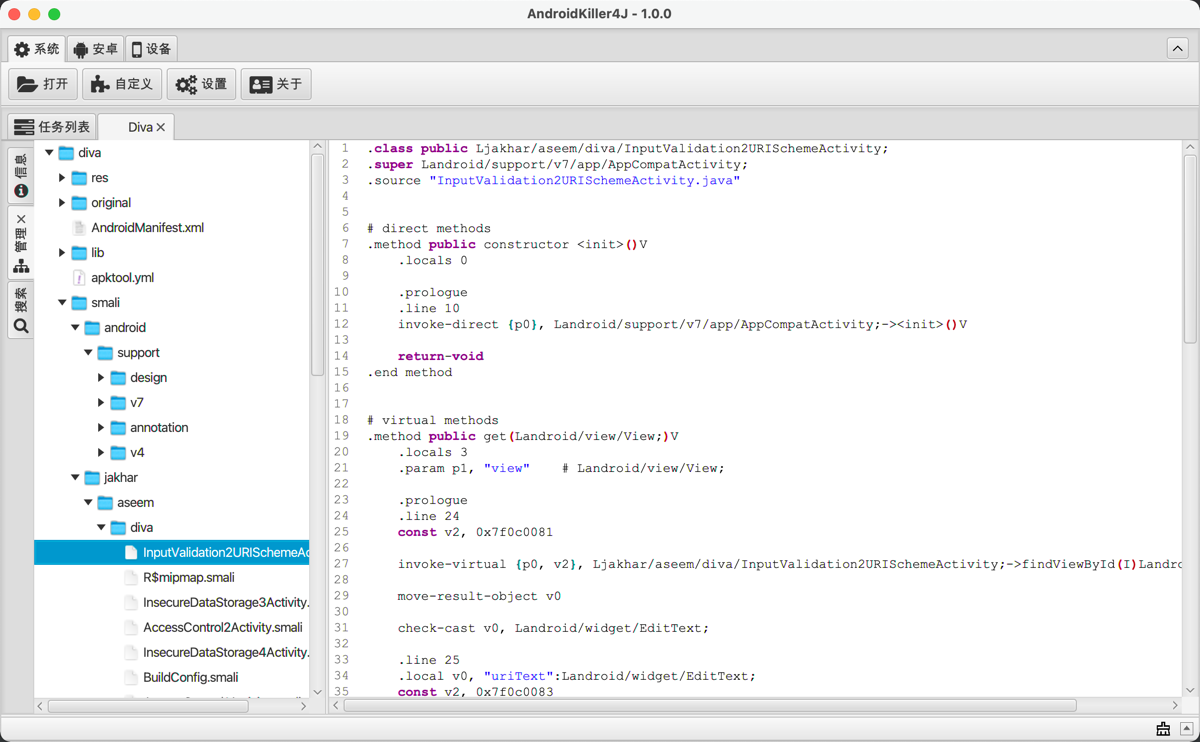 AndroidKiller4J - 1.0.0
系统 安卓 设备
打开 自定义 设置 关于
任务列表 Diva
信息
管理
搜索
diva
res
original
AndroidManifest.xml
lib
apktool.yml
smali
android
support
design
v7
annotation
v4
jakhar
aseem
diva
InputValidation2URISchemeAc
R$mipmap.smali
InsecureDataStorage3Activity.
AccessControl2Activity.smali
InsecureDataStorage4Activity.
BuildConfig.smali
1 .class public Ljakhar/aseem/diva/InputValidation2URISchemeActivity;
2 .super Landroid/support/v7/app/AppCompatActivity;
3 .source "InputValidation2URISchemeActivity.java"
4
5
6 # direct methods
7 .method public constructor <init>()V
8 .locals 0
9
10 .prologue
11 .line 10
12 invoke-direct {p0}, Landroid/support/v7/app/AppCompatActivity;-><init>()V
13
14 return-void
15 .end method
16
17
18 # virtual methods
19 .method public get(Landroid/view/View;)V
20 .locals 3
21 .param p1, "view" # Landroid/view/View;
22
23 .prologue
24 .line 24
25 const v2, 0x7f0c0081
26
27 invoke-virtual {p0, v2}, Ljakhar/aseem/diva/InputValidation2URISchemeActivity;->findViewById(I)Landro
28
29 move-result-object v0
30
31 check-cast v0, Landroid/widget/EditText;
32
33 .line 25
34 .local v0, "uriText":Landroid/widget/EditText;
35 const v2, 0x7f0c0083